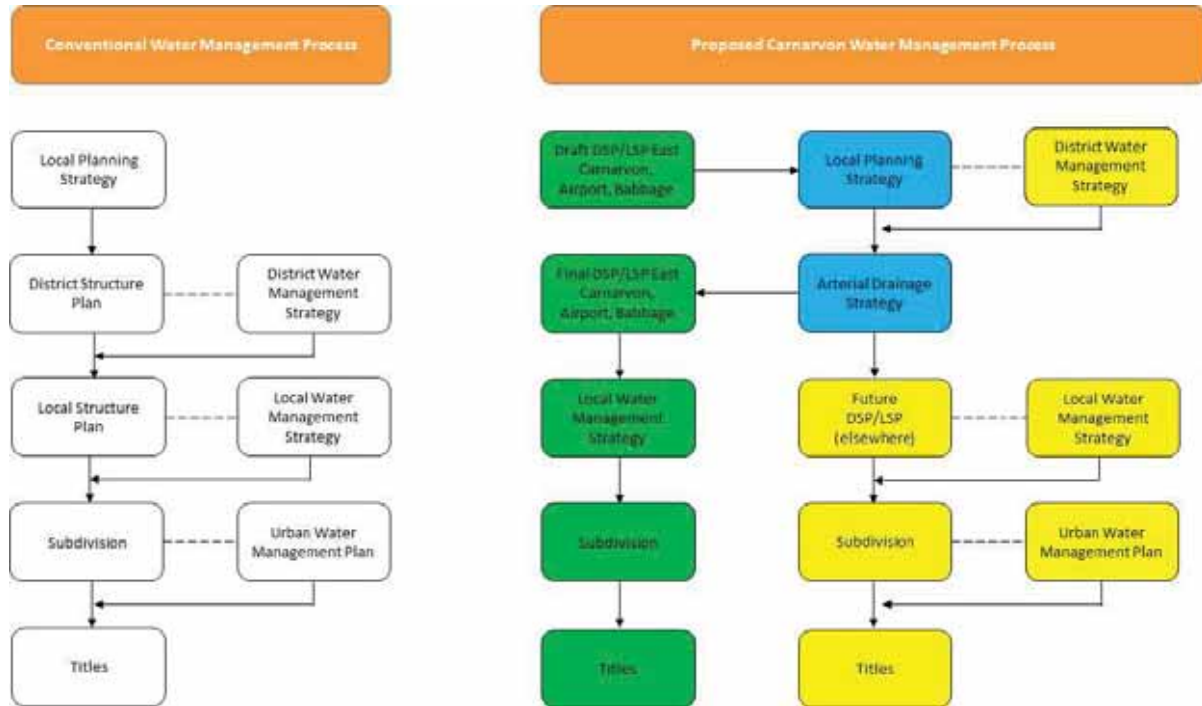 Conventional Water Management Process
Proposed Carnarvon Water Management Process
Local Planning
Strategy
District Structure
Plan
District Water
Management
Strategy
Local Structure
Plan
Local Water
Management
Strategy
Subdivision
Urban Water
Management Plan
Titles
Draft DSP/LSP East
Carnarvon,
Airport, Babbage
Local Planning
Strategy
District Water
Management
Strategy
Final DSP/LSP East
Carnarvon,
Airport, Babbage
Arterial Drainage
Strategy
Local Water
Management
Strategy
Future
DSP/LSP
(elsewhere)
Local Water
Management
Strategy
Subdivision
Subdivision
Urban Water
Management Plan
Titles
Titles